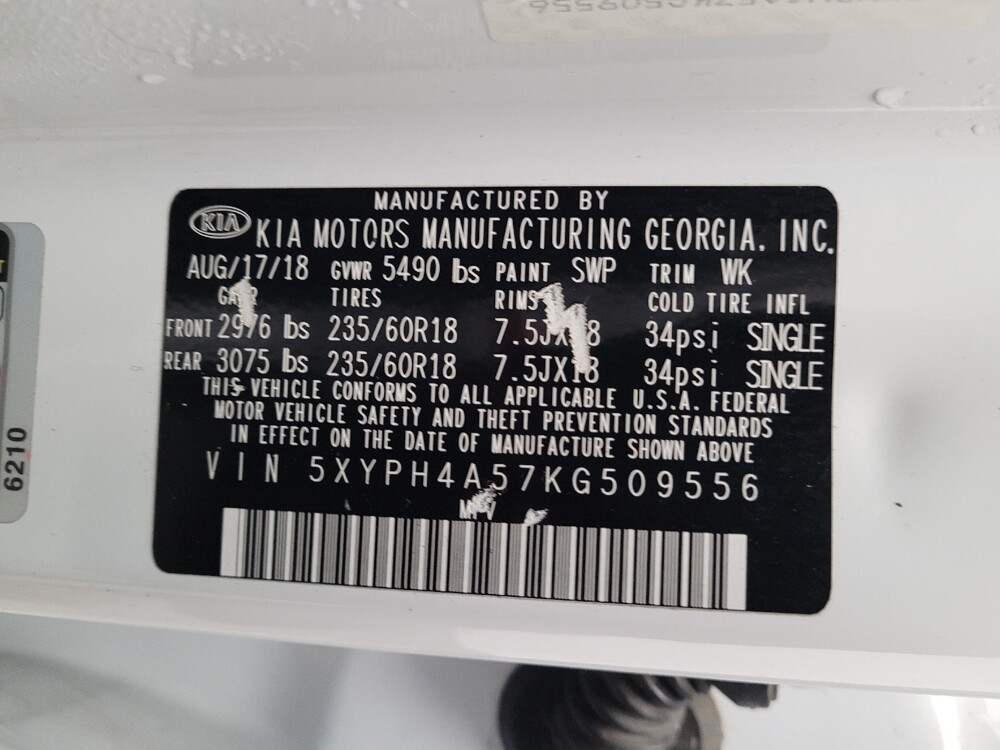 MANUFACTURED BY
KIA KIA MOTORS MANUFACTURING GEORGIA, INC.
AUG/17/18 GVWR 5490 lbs PAINT SWP TRIM WK
TIRES RIMS COLD TIRE INFL
FRONT 2976 lbs 235/60R18 7.5JX18 34psi SINGLE
REAR 3075 lbs 235/60R18 7.5JX18 34psi SINGLE
THIS VEHICLE CONFORMS TO ALL APPLICABLE U.S.A. FEDERAL
MOTOR VEHICLE SAFETY AND THEFT PREVENTION STANDARDS
IN EFFECT ON THE DATE OF MANUFACTURE SHOWN ABOVE
VIN 5XYPH4A57KG509556
6210